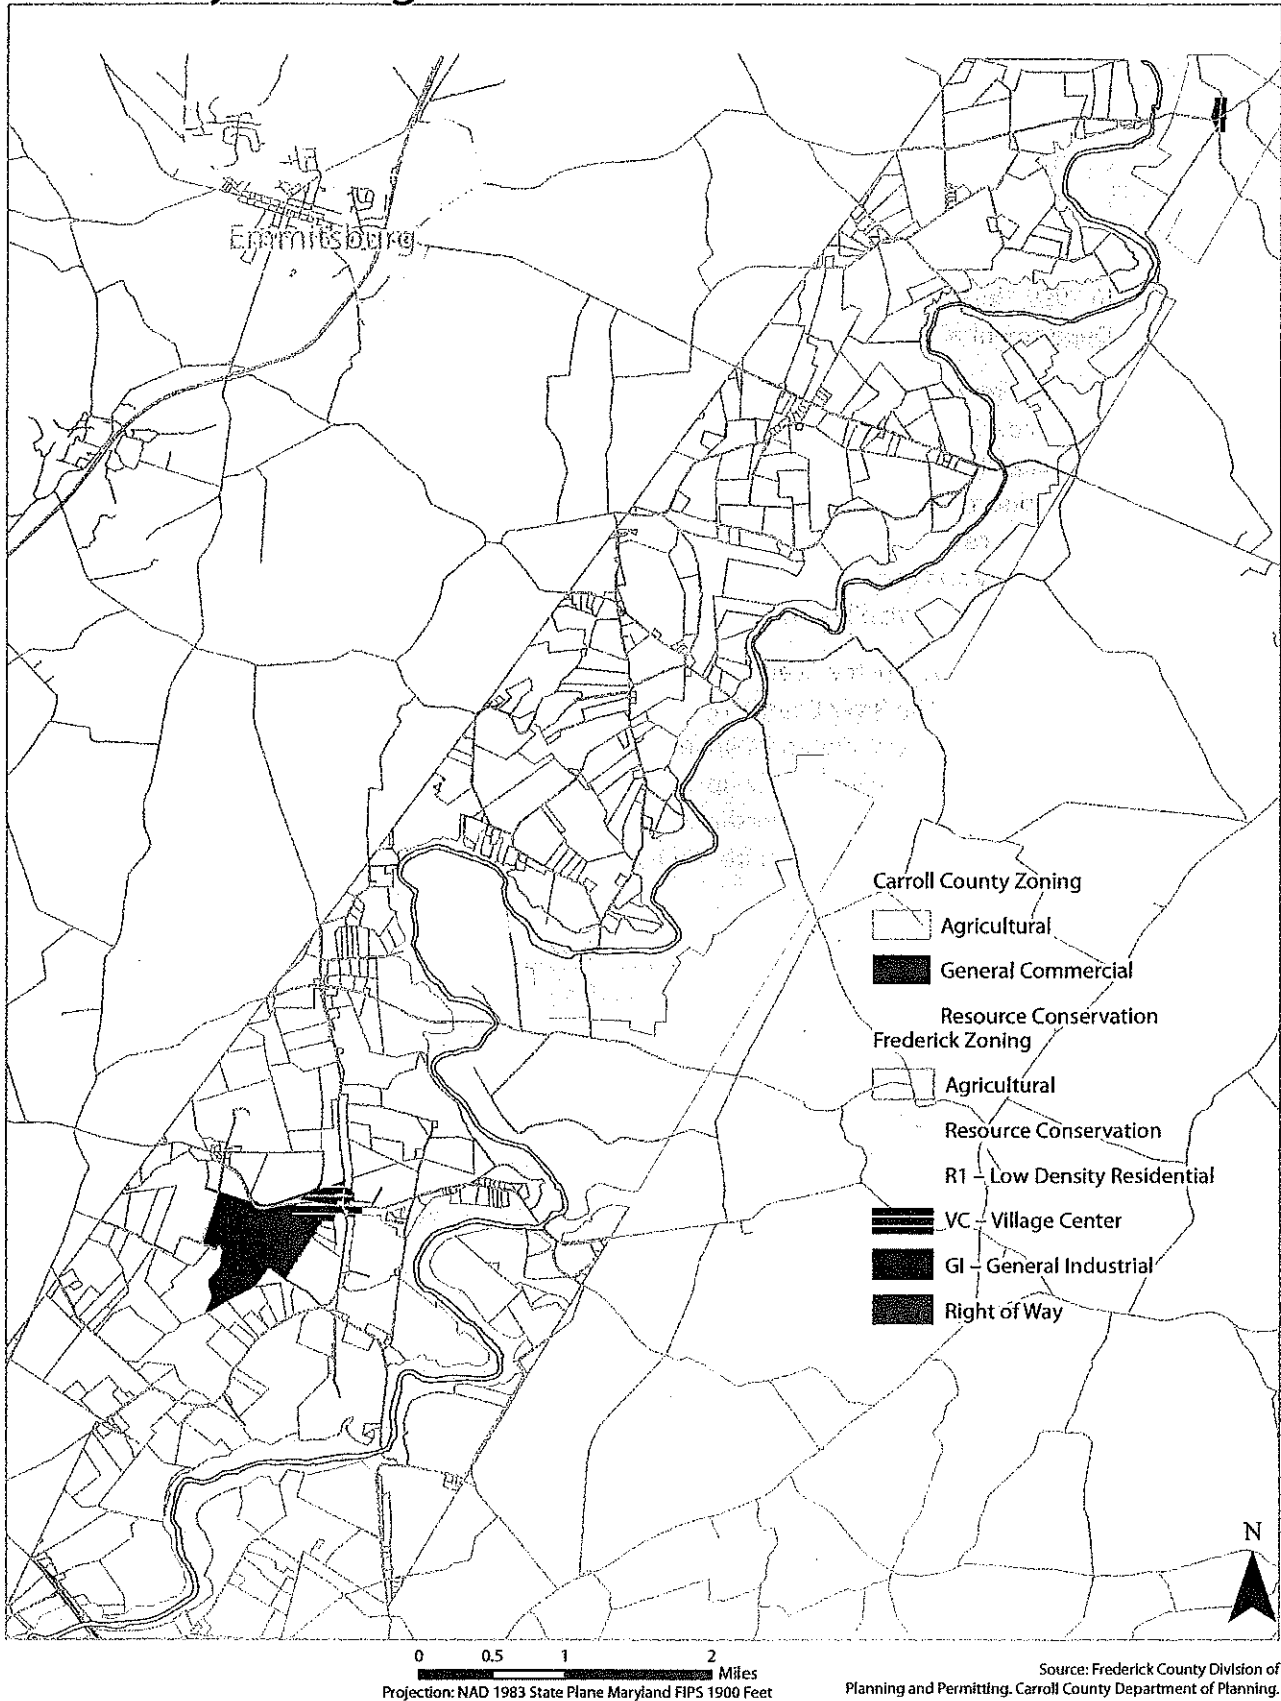 Emmitsburg
Carroll County Zoning
Agricultural
General Commercial
Resource Conservation
Frederick Zoning
Agricultural
Resource Conservation
R1 – Low Density Residential
VC – Village Center
GI – General Industrial
Right of Way
N
0 0.5 1 2
Miles
Projection: NAD 1983 State Plane Maryland FIPS 1900 Feet
Source: Frederick County Division of
Planning and Permitting. Carroll County Department of Planning.